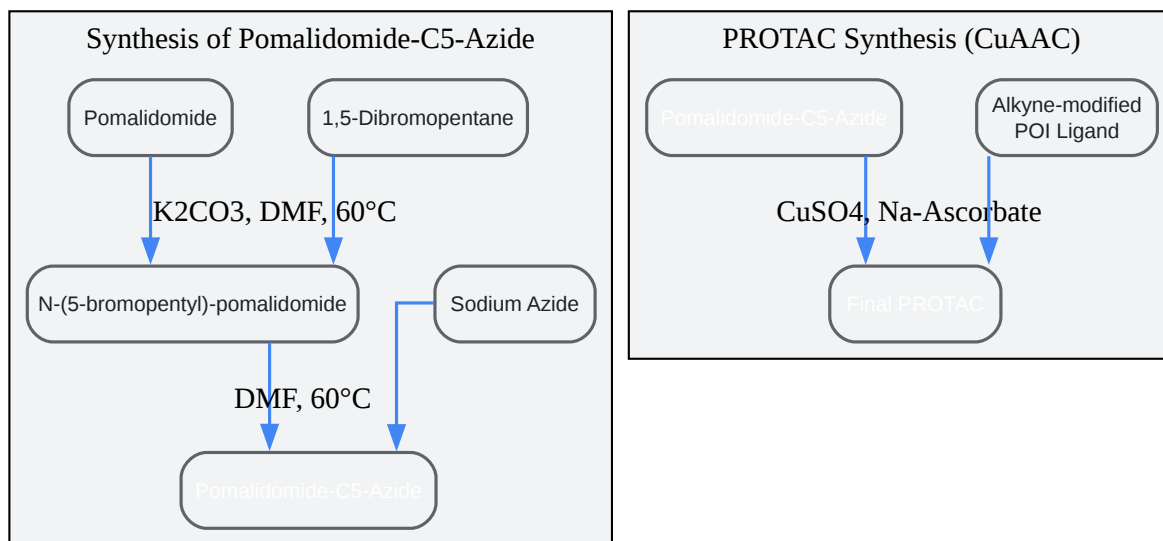 Synthesis of Pomalidomide-C5-Azide
Pomalidomide
1,5-Dibromopentane
K2CO3, DMF, 60°C
N-(5-bromopentyl)-pomalidomide
Sodium Azide
DMF, 60°C
Pomalidomide-C5-Azide
PROTAC Synthesis (CuAAC)
Pomalidomide-C5-Azide
Alkyne-modified
POI Ligand
CuSO4, Na-Ascorbate
Final PROTAC